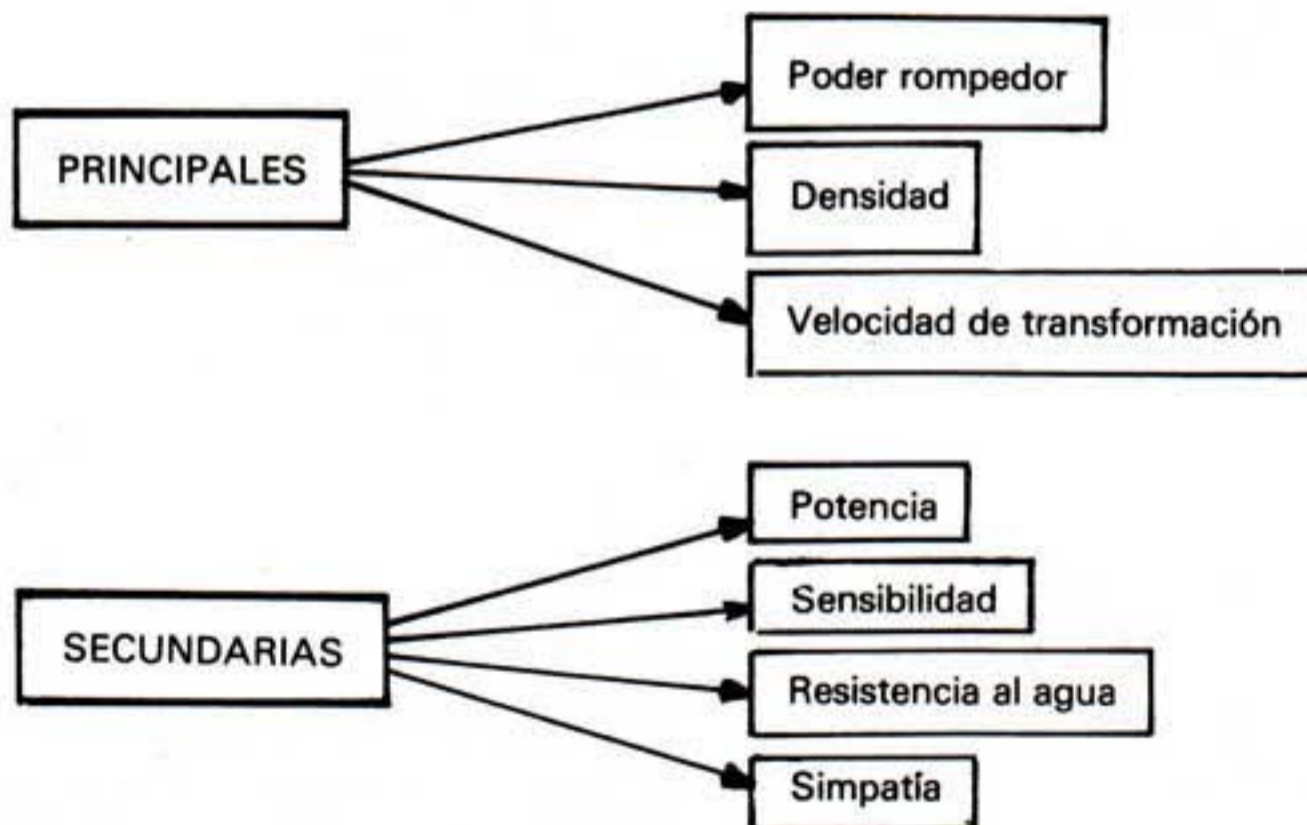 PRINCIPALES
Poder rompedor
Densidad
Velocidad de transformación
SECUNDARIAS
Potencia
Sensibilidad
Resistencia al agua
Simpatía